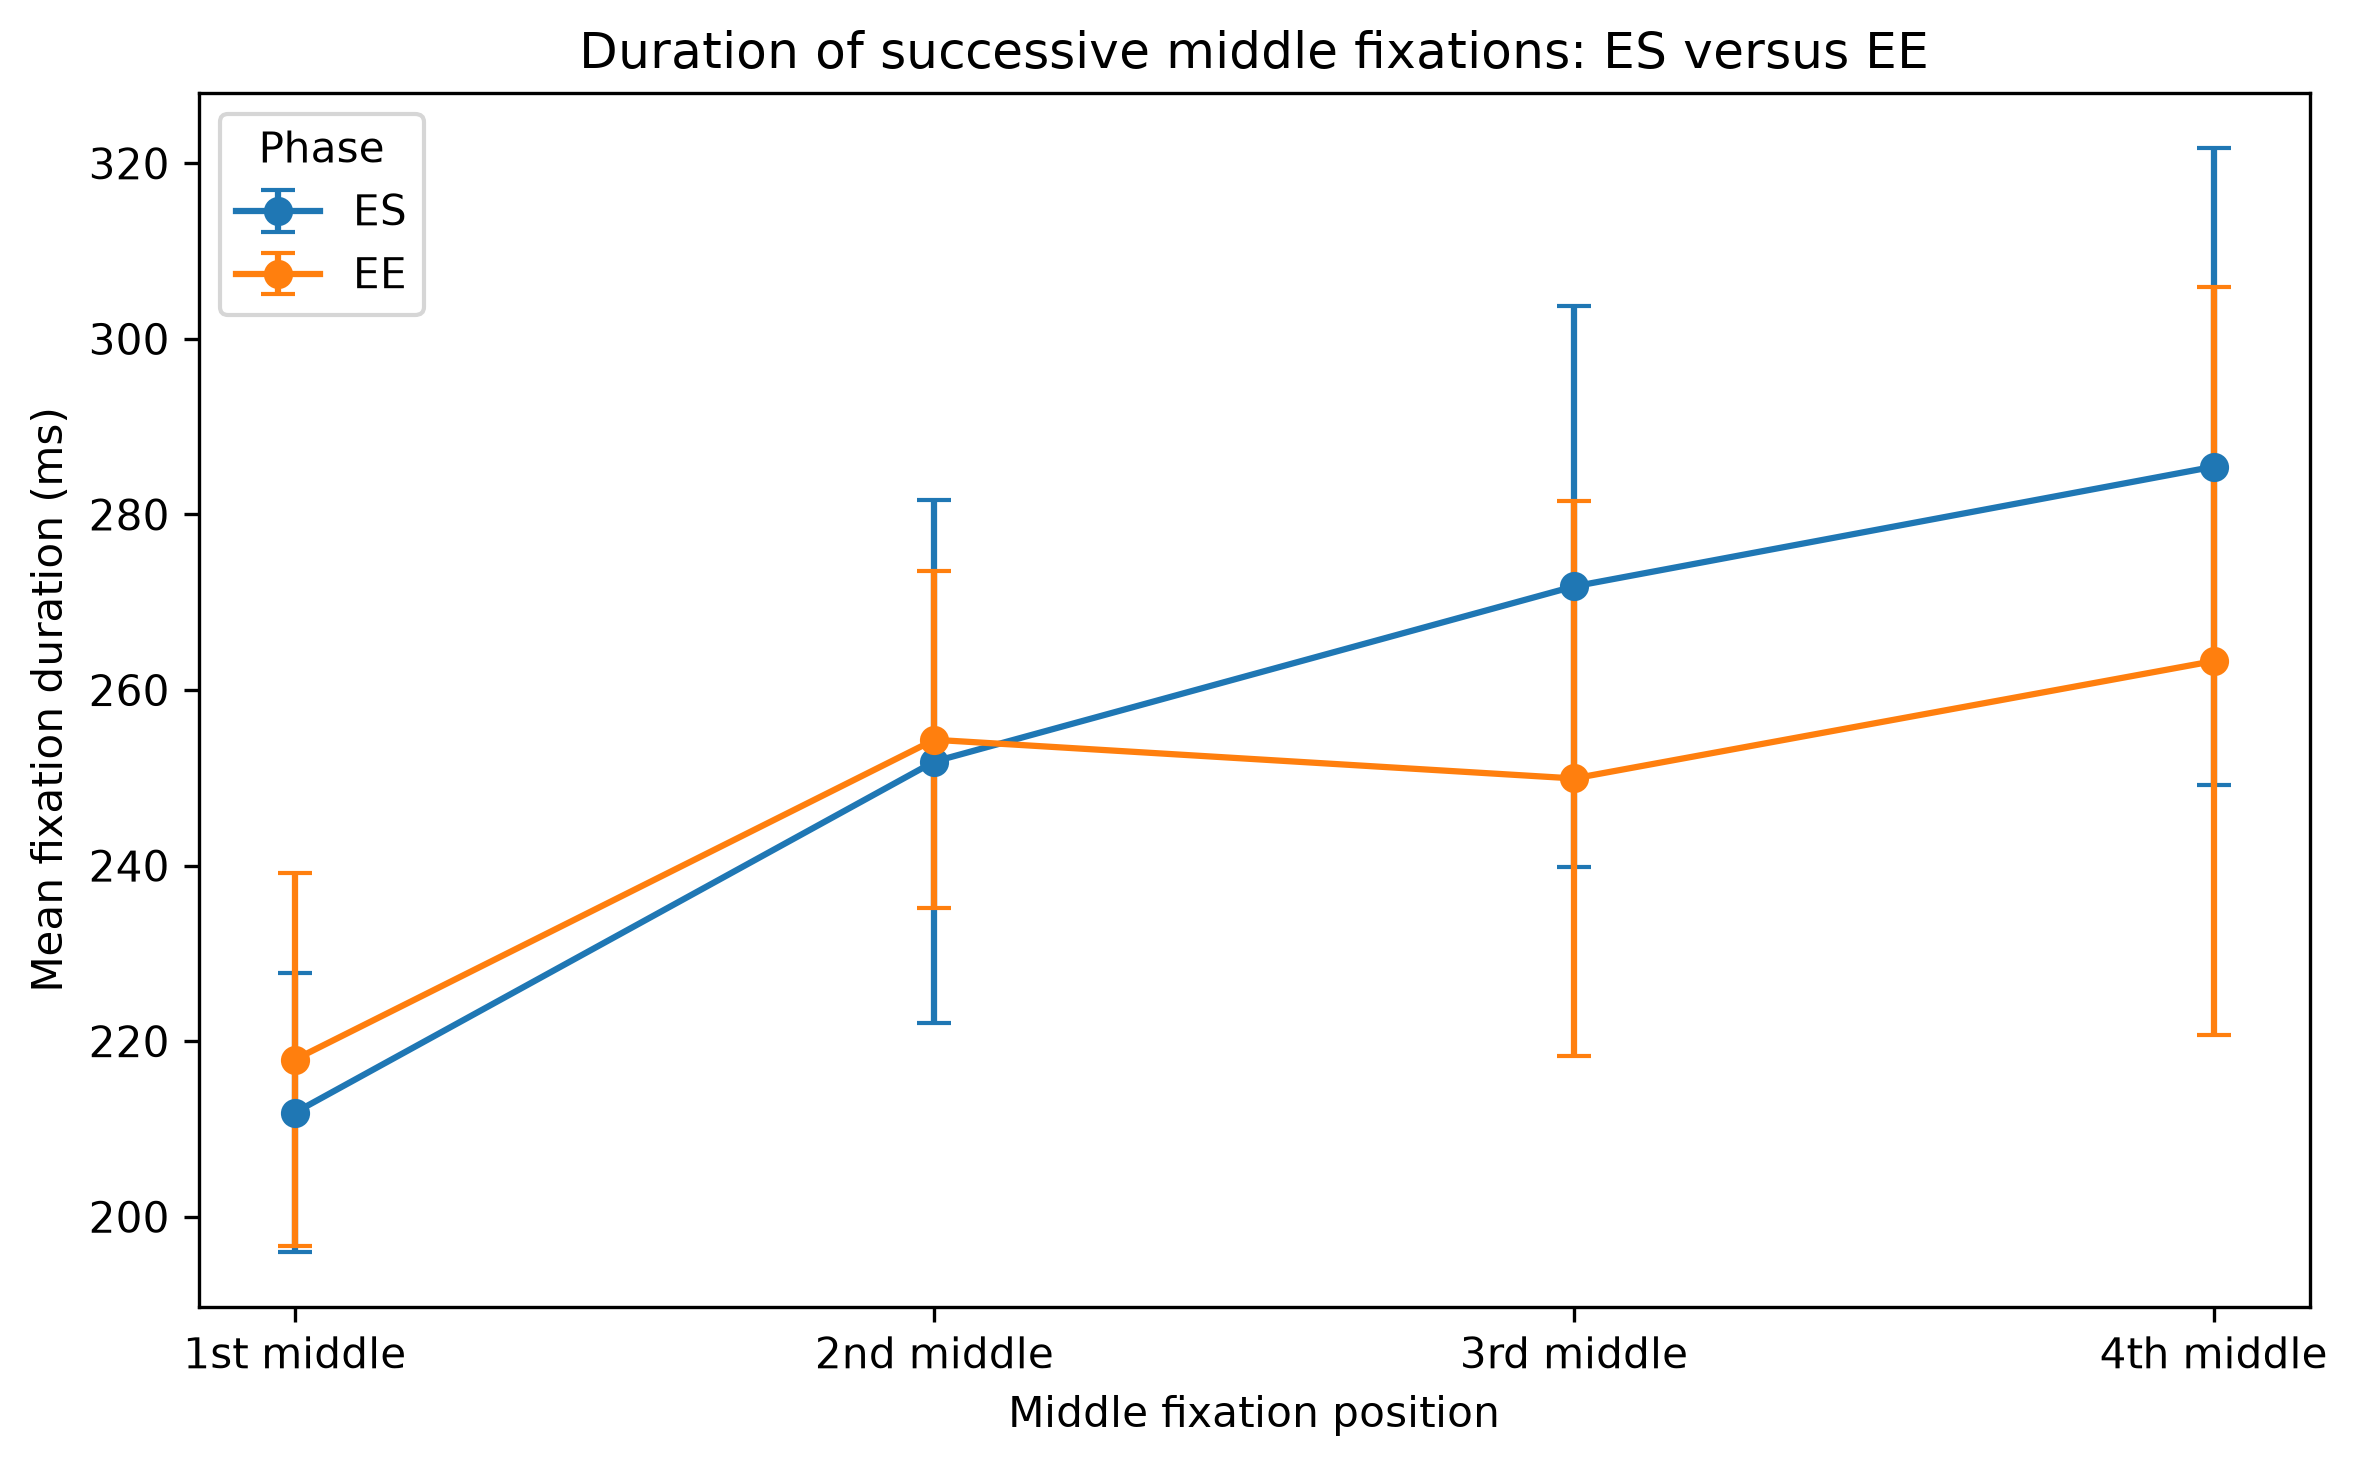 Duration of successive middle fixations: ES versus EE
Phase
ES
EE
Mean fixation duration (ms)
320
300
280
260
240
220
200
1st middle 2nd middle 3rd middle 4th middle
Middle fixation position